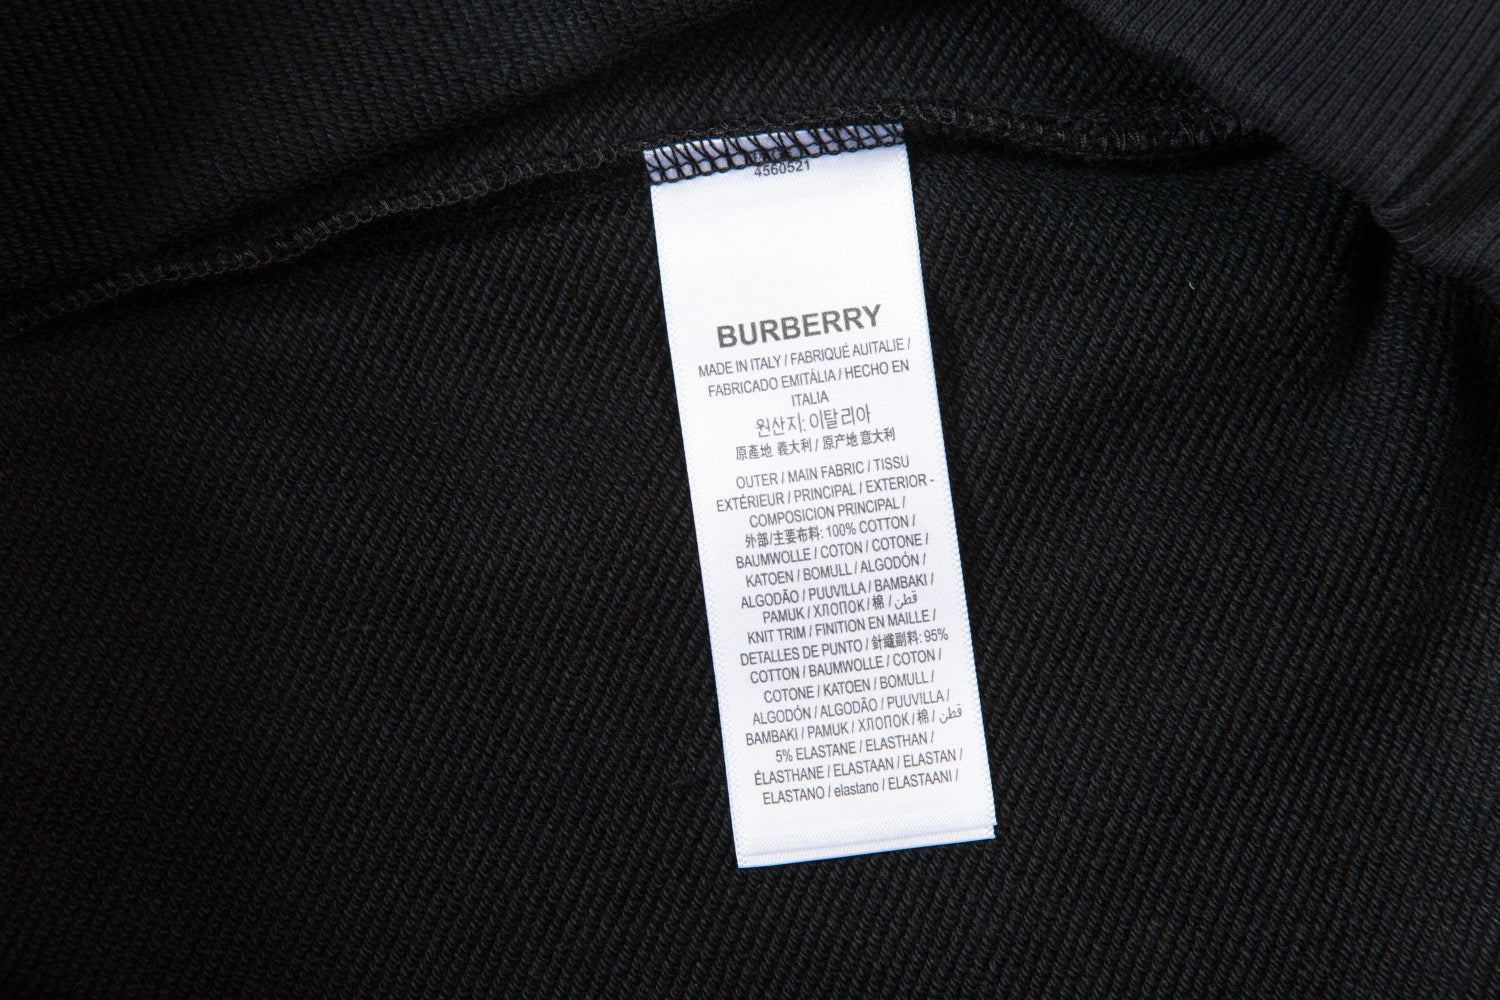 4560521
BURBERRY
MADE IN ITALY / FABRIQUÉ AUITALIE /
FABRICADO EMITÁLIA / HECHO EN
ITALIA
원산지: 이탈리아
原產地 義大利 / 原产地 意大利
OUTER / MAIN FABRIC / TISSU
EXTÉRIEUR / PRINCIPAL / EXTERIOR -
COMPOSICION PRINCIPAL /
外部/主要布料: 100% COTTON /
BAUMWOLLE / COTON / COTONE /
KATOEN / BOMULL / ALGODÓN /
ALGODÃO / PUUVILLA / BAMBAKI /
PAMUK / ХЛОПОК / 棉 / قطن
KNIT TRIM / FINITION EN MAILLE /
DETALLES DE PUNTO / 針織副料: 95%
COTTON / BAUMWOLLE / COTON /
COTONE / KATOEN / BOMULL /
ALGODÓN / ALGODÃO / PUUVILLA /
BAMBAKI / PAMUK / ХЛОПОК / 棉 / قطن
5% ELASTANE / ELASTHAN /
ÉLASTHANE / ELASTAAN / ELASTAN /
ELASTANO / elastano / ELASTAANI /